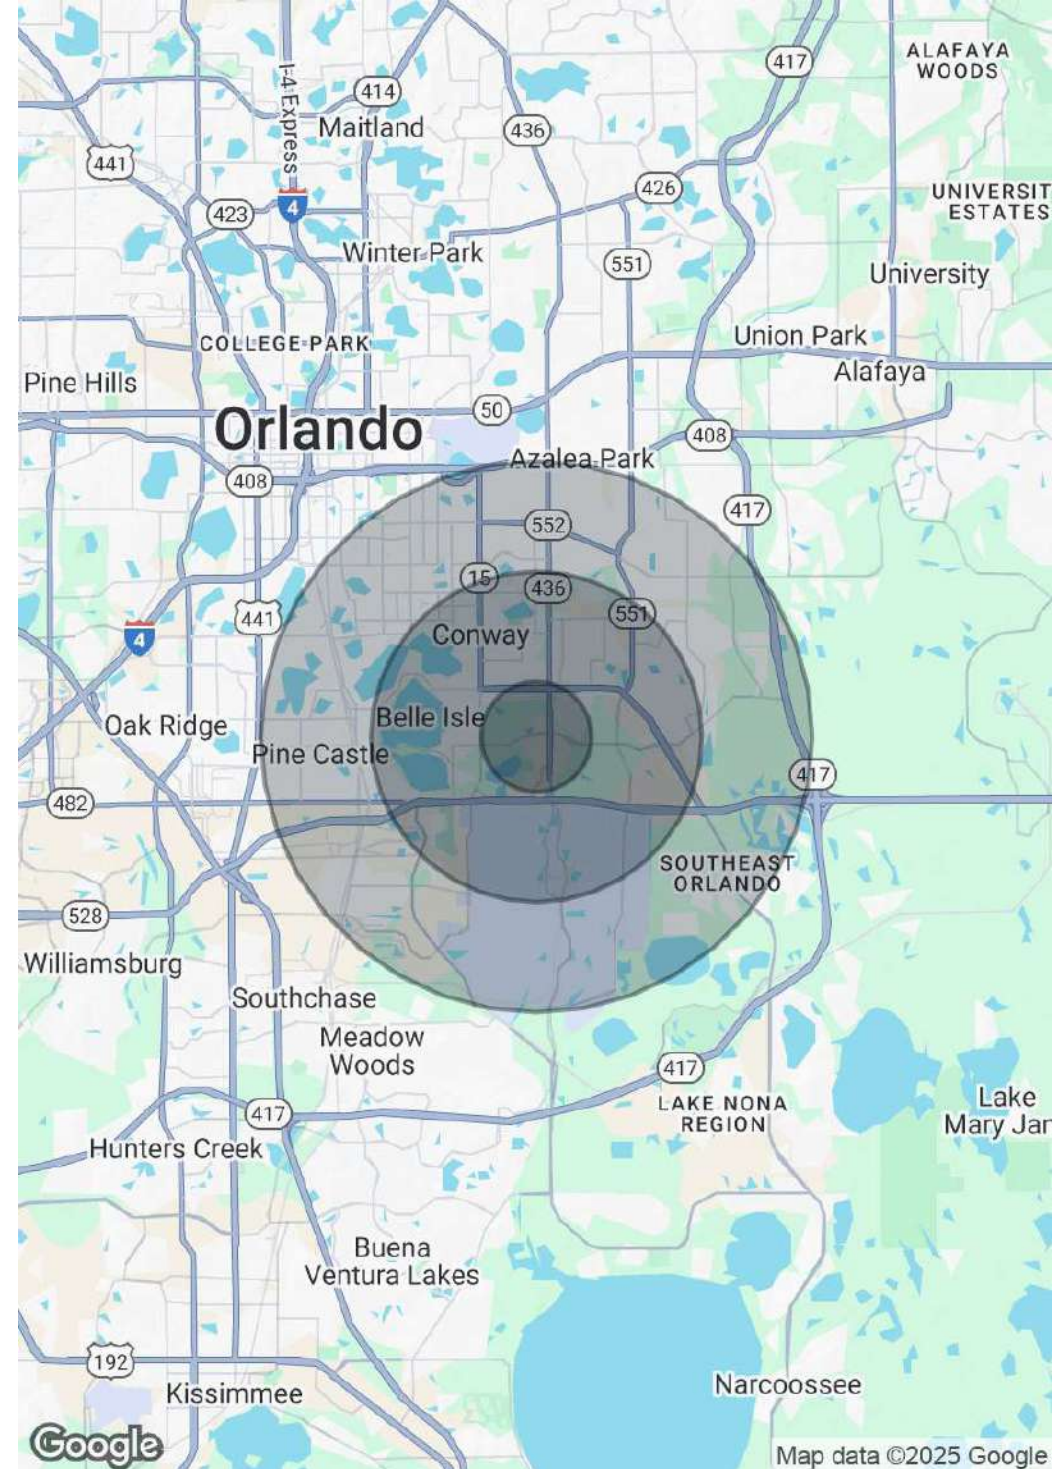 417
ALAFAYA
WOODS
I-4 Express
414
Maitland
436
441
426
UNIVERSIT
ESTATES
423
4
Winter Park
551
University
COLLEGE PARK
Union Park
Alafaya
Pine Hills
50
Orlando
408
Azalea Park
408
417
552
15
436
441
551
4
Conway
Belle Isle
Oak Ridge
Pine Castle
417
482
SOUTHEAST
ORLANDO
528
Williamsburg
Southchase
Meadow
Woods
417
LAKE NONA
REGION
Lake
Mary Jan
417
Hunters Creek
Buena
Ventura Lakes
192
Kissimmee
Narcoossee
Google
Map data ©2025 Google